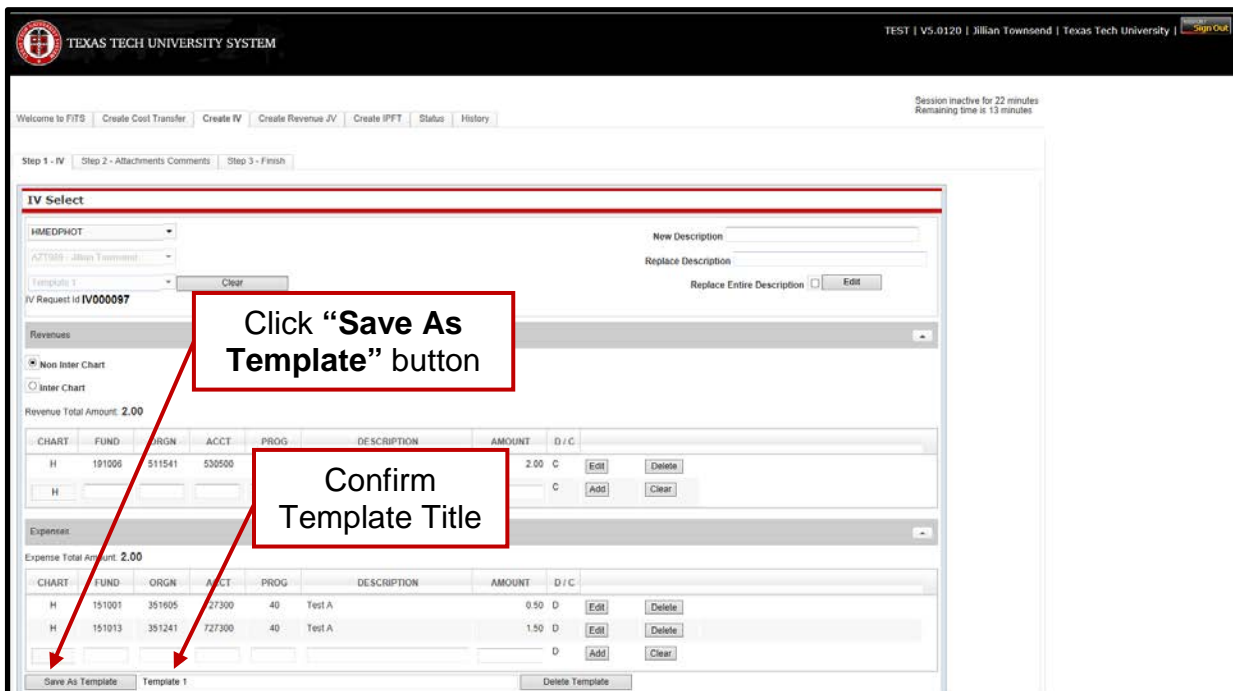 TEXAS TECH UNIVERSITY SYSTEM
TEST | V5.0120 | Jillian Townsend | Texas Tech University | Sign Out
Session inactive for 22 minutes
Remaining time is 13 minutes
Welcome to FiTS Create Cost Transfer Create IV Create Revenue JV Create IPFT Status History
Step 1 - IV Step 2 - Attachments Comments Step 3 - Finish
IV Select
HMEDPHOT
New Description
- Jillian Townsend
Replace Description
Template 1 Clear
Replace Entire Description Edit
IV Request Id IV000097
Click “Save As
Template” button
Revenues
Non Inter Chart
Inter Chart
Revenue Total Amount: 2.00
CHART FUND ORGN ACCT PROG DESCRIPTION AMOUNT D / C
H 191006 511541 530500 2.00 C Edit Delete
H C Add Clear
Confirm
Template Title
Expenses
Expense Total Amount: 2.00
CHART FUND ORGN ACCT PROG DESCRIPTION AMOUNT D / C
H 151001 351605 727300 40 Test A 0.50 D Edit Delete
H 151013 351241 727300 40 Test A 1.50 D Edit Delete
D Add Clear
Save As Template Template 1 Delete Template